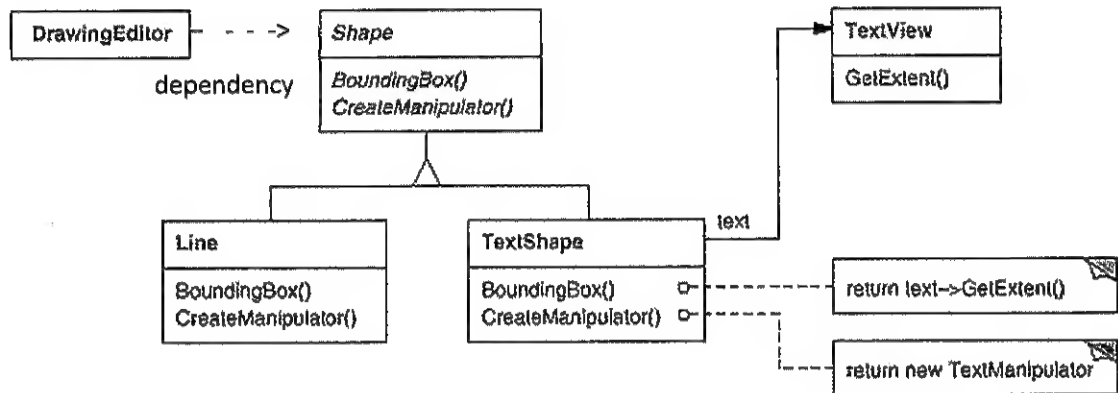 DrawingEditor
dependency
Shape
BoundingBox()
CreateManipulator()
TextView
GetExtent()
Line
BoundingBox()
CreateManipulator()
TextShape
BoundingBox()
CreateManipulator()
text
return text->GetExtent()
return new TextManipulator